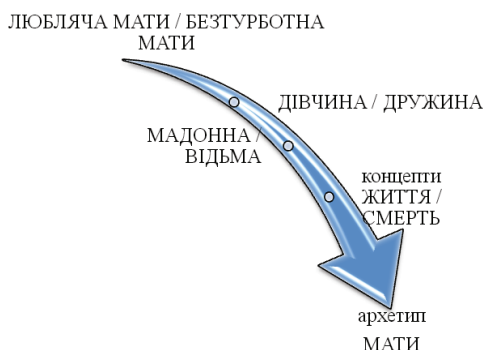 ЛЮБЛЯЧА МАТИ / БЕЗТУРБОТНА
МАТИ
ДІВЧИНА / ДРУЖИНА
МАДОННА /
ВІДЬМА
концепти
ЖИТТЯ /
СМЕРТЬ
архетип
МАТИ